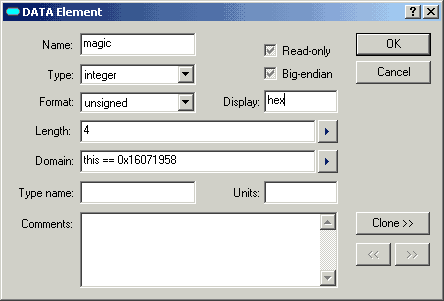 DATA Element
Name: magic
Read-only
OK
Type: integer
Big-endian
Cancel
Format: unsigned
Display: hex
Length: 4
Domain: this == 0x16071958
Type name:
Units:
Comments:
Clone >>
<< >>